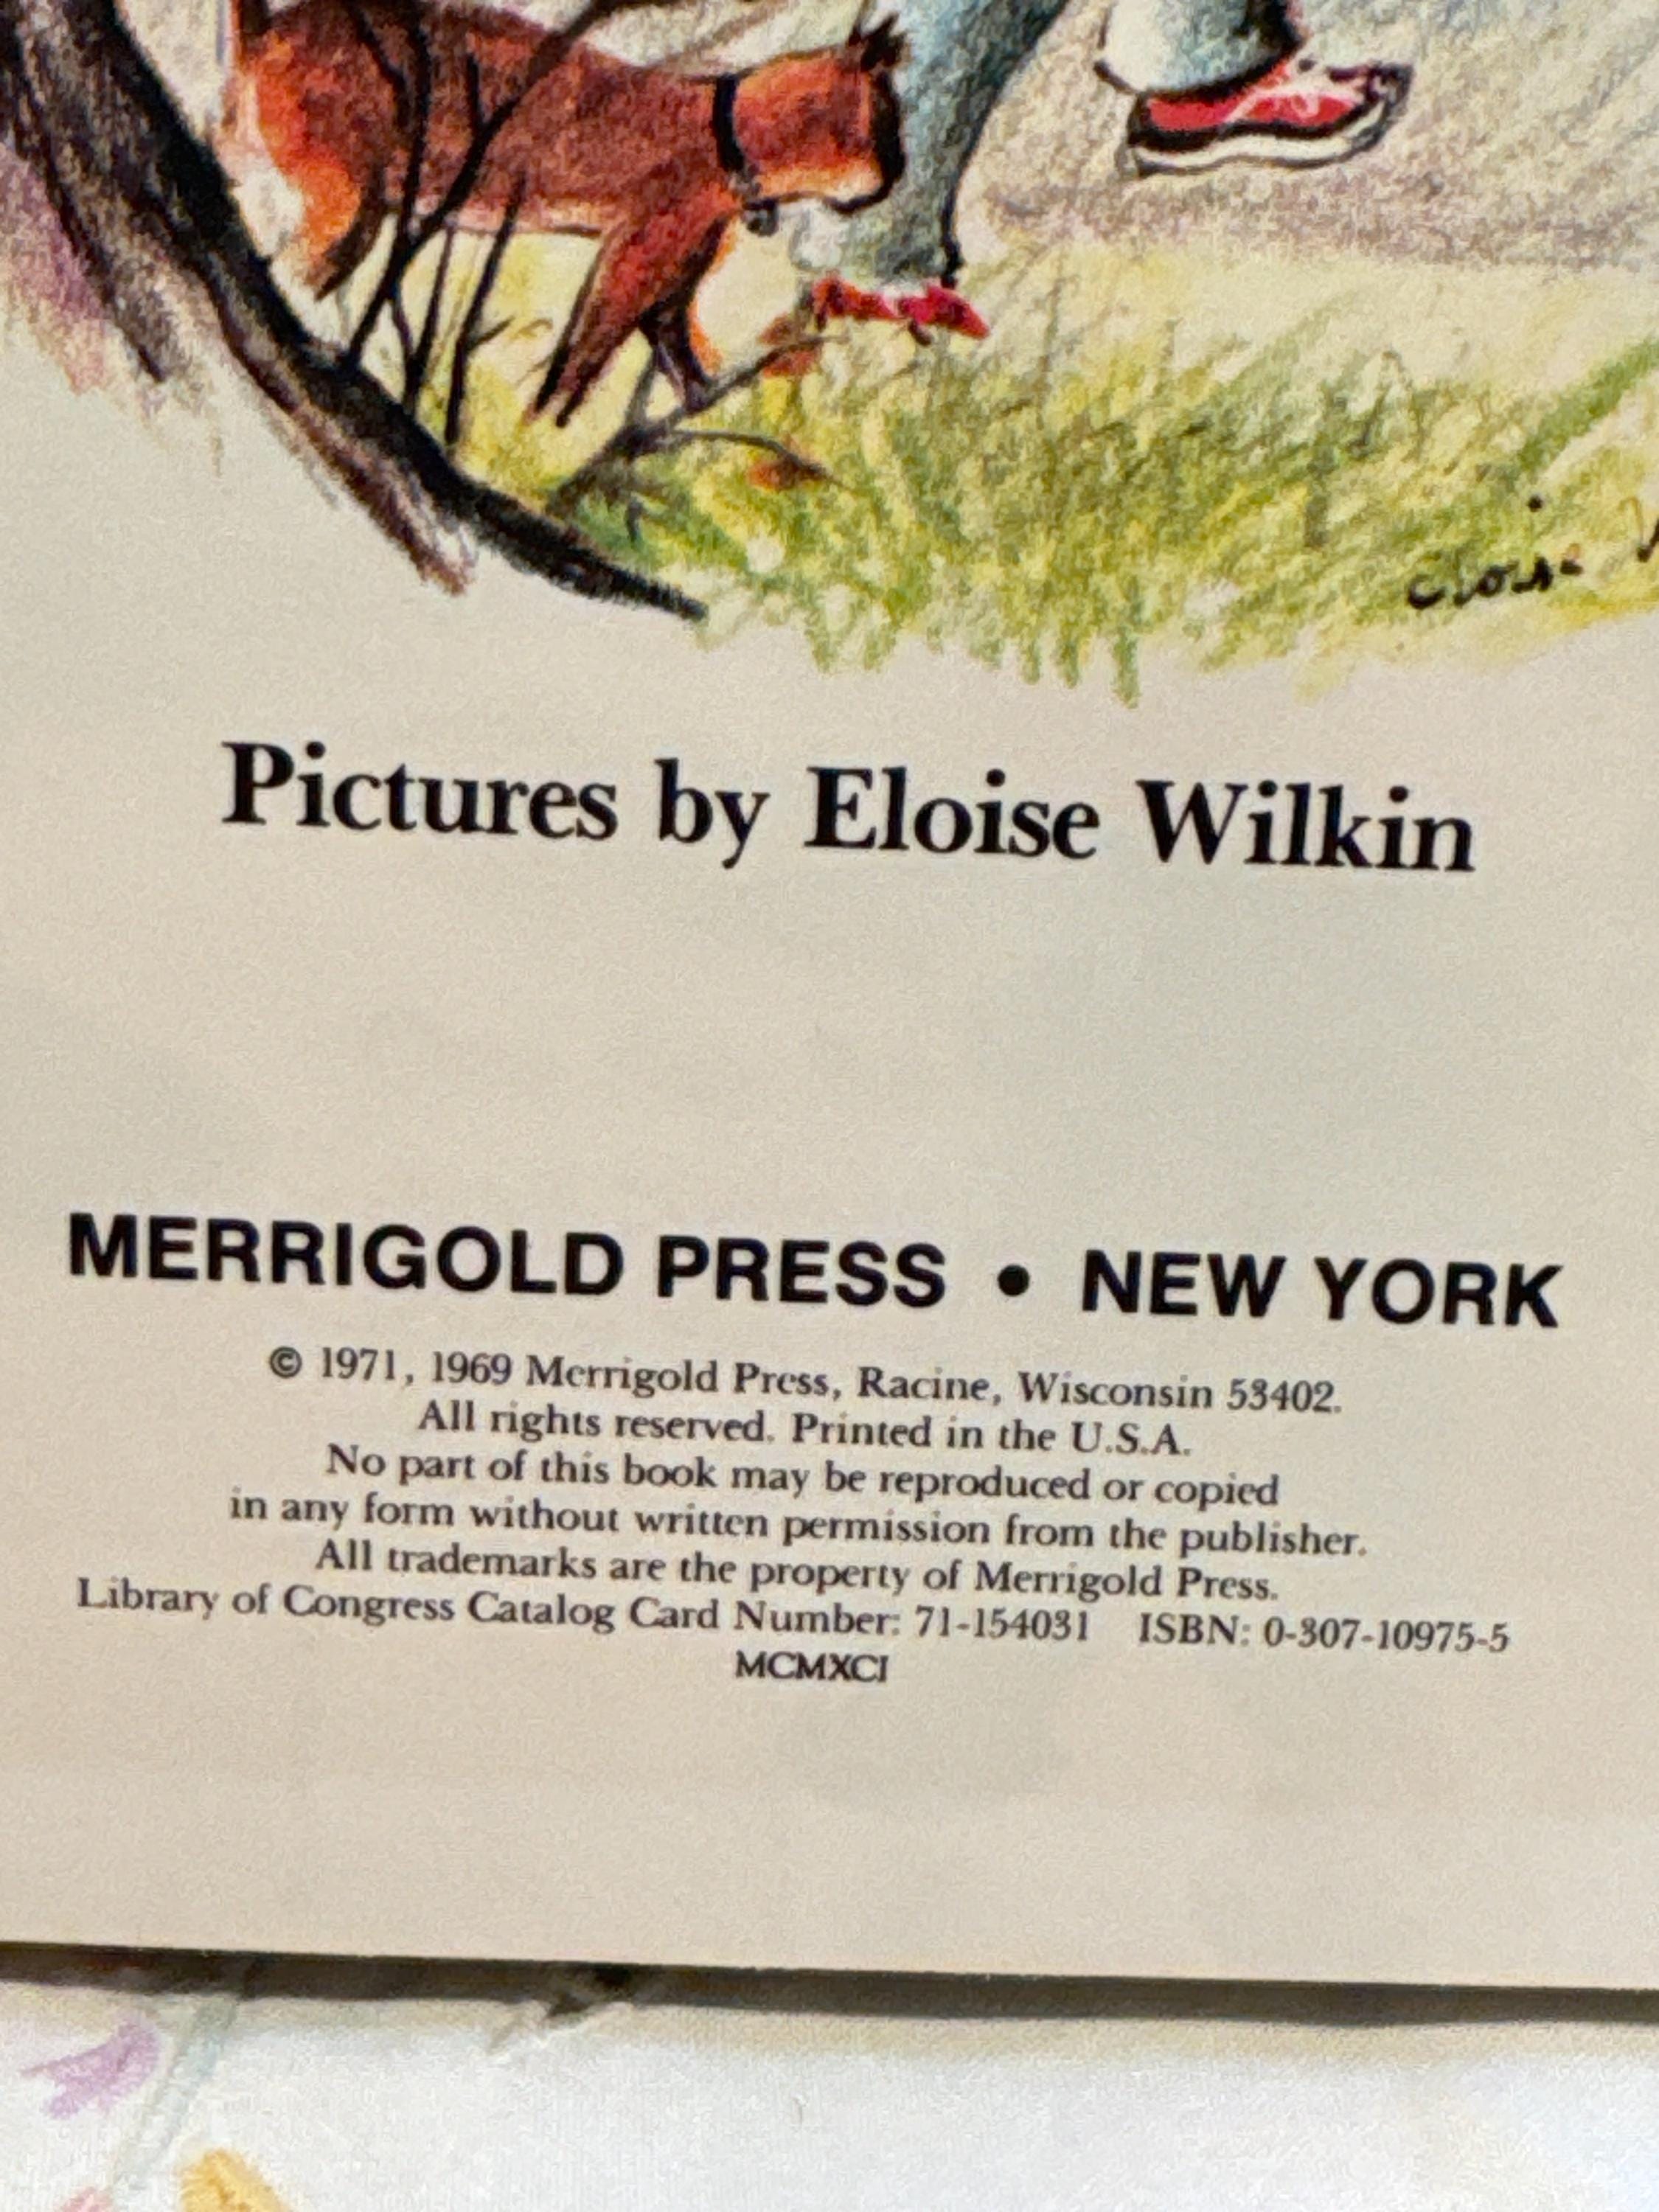 Eloise
Pictures by Eloise Wilkin
MERRIGOLD PRESS • NEW YORK
© 1971, 1969 Merrigold Press, Racine, Wisconsin 53402.
All rights reserved. Printed in the U.S.A.
No part of this book may be reproduced or copied
in any form without written permission from the publisher.
All trademarks are the property of Merrigold Press.
Library of Congress Catalog Card Number: 71-154031 ISBN: 0-307-10975-5
MCMXCI